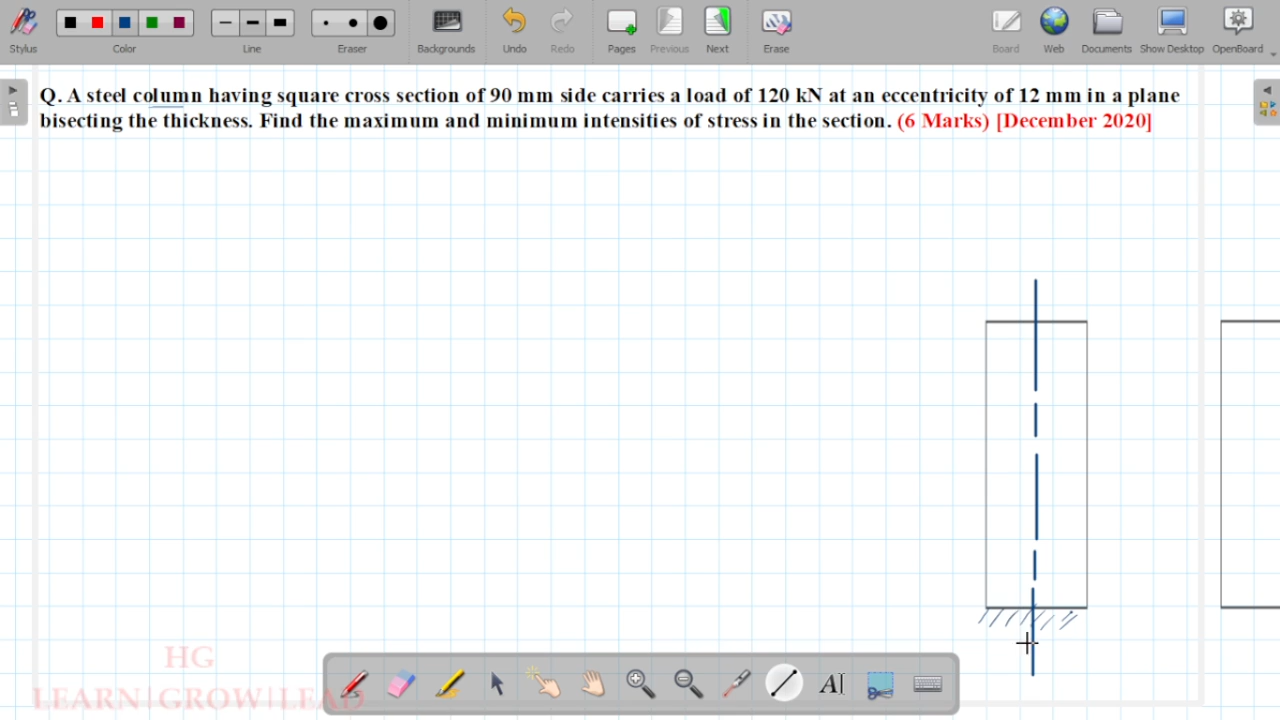 Stylus
Color
Line
Eraser
Backgrounds
Undo
Redo
Pages
Previous
Next
Erase
Board
Web
Documents
Show Desktop
OpenBoard
Q. A steel column having square cross section of 90 mm side carries a load of 120 kN at an eccentricity of 12 mm in a plane
bisecting the thickness. Find the maximum and minimum intensities of stress in the section. (6 Marks) [December 2020]
HG
LEARN|GROW|LEAD
AI